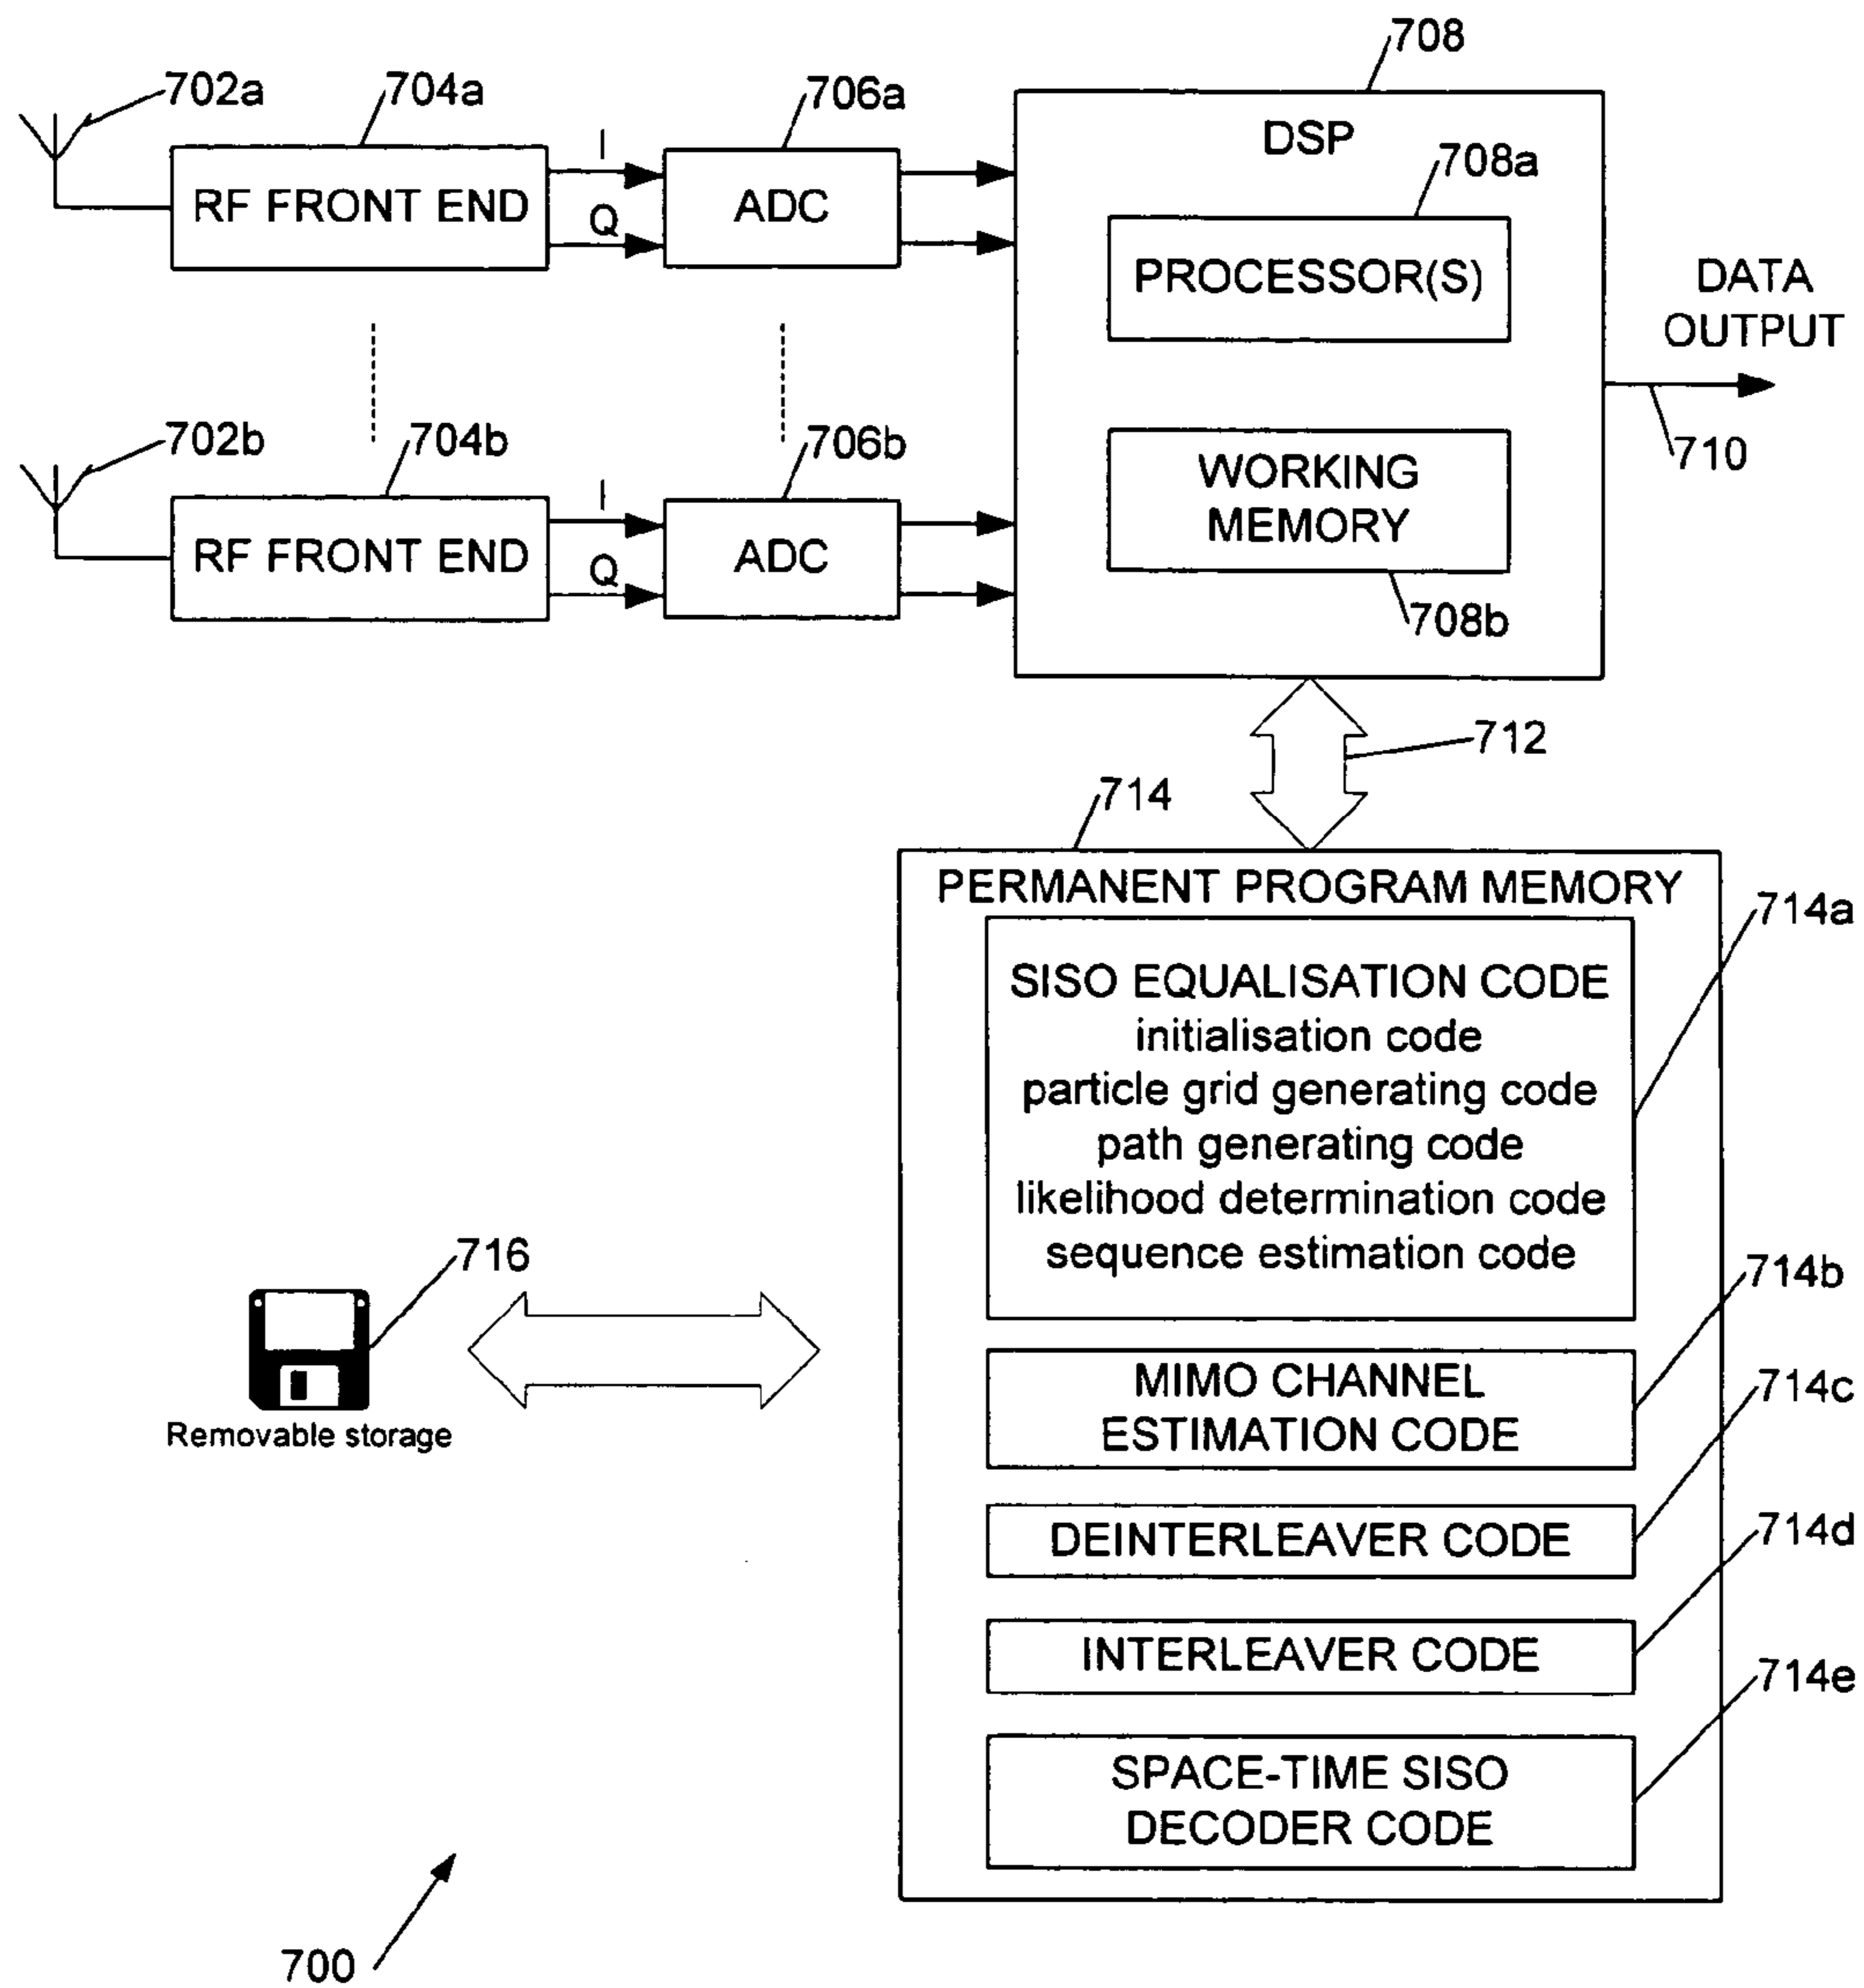 708
702a
704a
706a
DSP
I
708a
RF FRONT END
ADC
Q
PROCESSOR(S)
DATA
OUTPUT
702b
704b
706b
710
WORKING
MEMORY
I
RF FRONT END
ADC
Q
708b
712
714
PERMANENT PROGRAM MEMORY
714a
SISO EQUALISATION CODE
initialisation code
particle grid generating code
path generating code
likelihood determination code
sequence estimation code
716
714b
Removable storage
MIMO CHANNEL
ESTIMATION CODE
714c
DEINTERLEAVER CODE
714d
INTERLEAVER CODE
714e
SPACE-TIME SISO
DECODER CODE
700